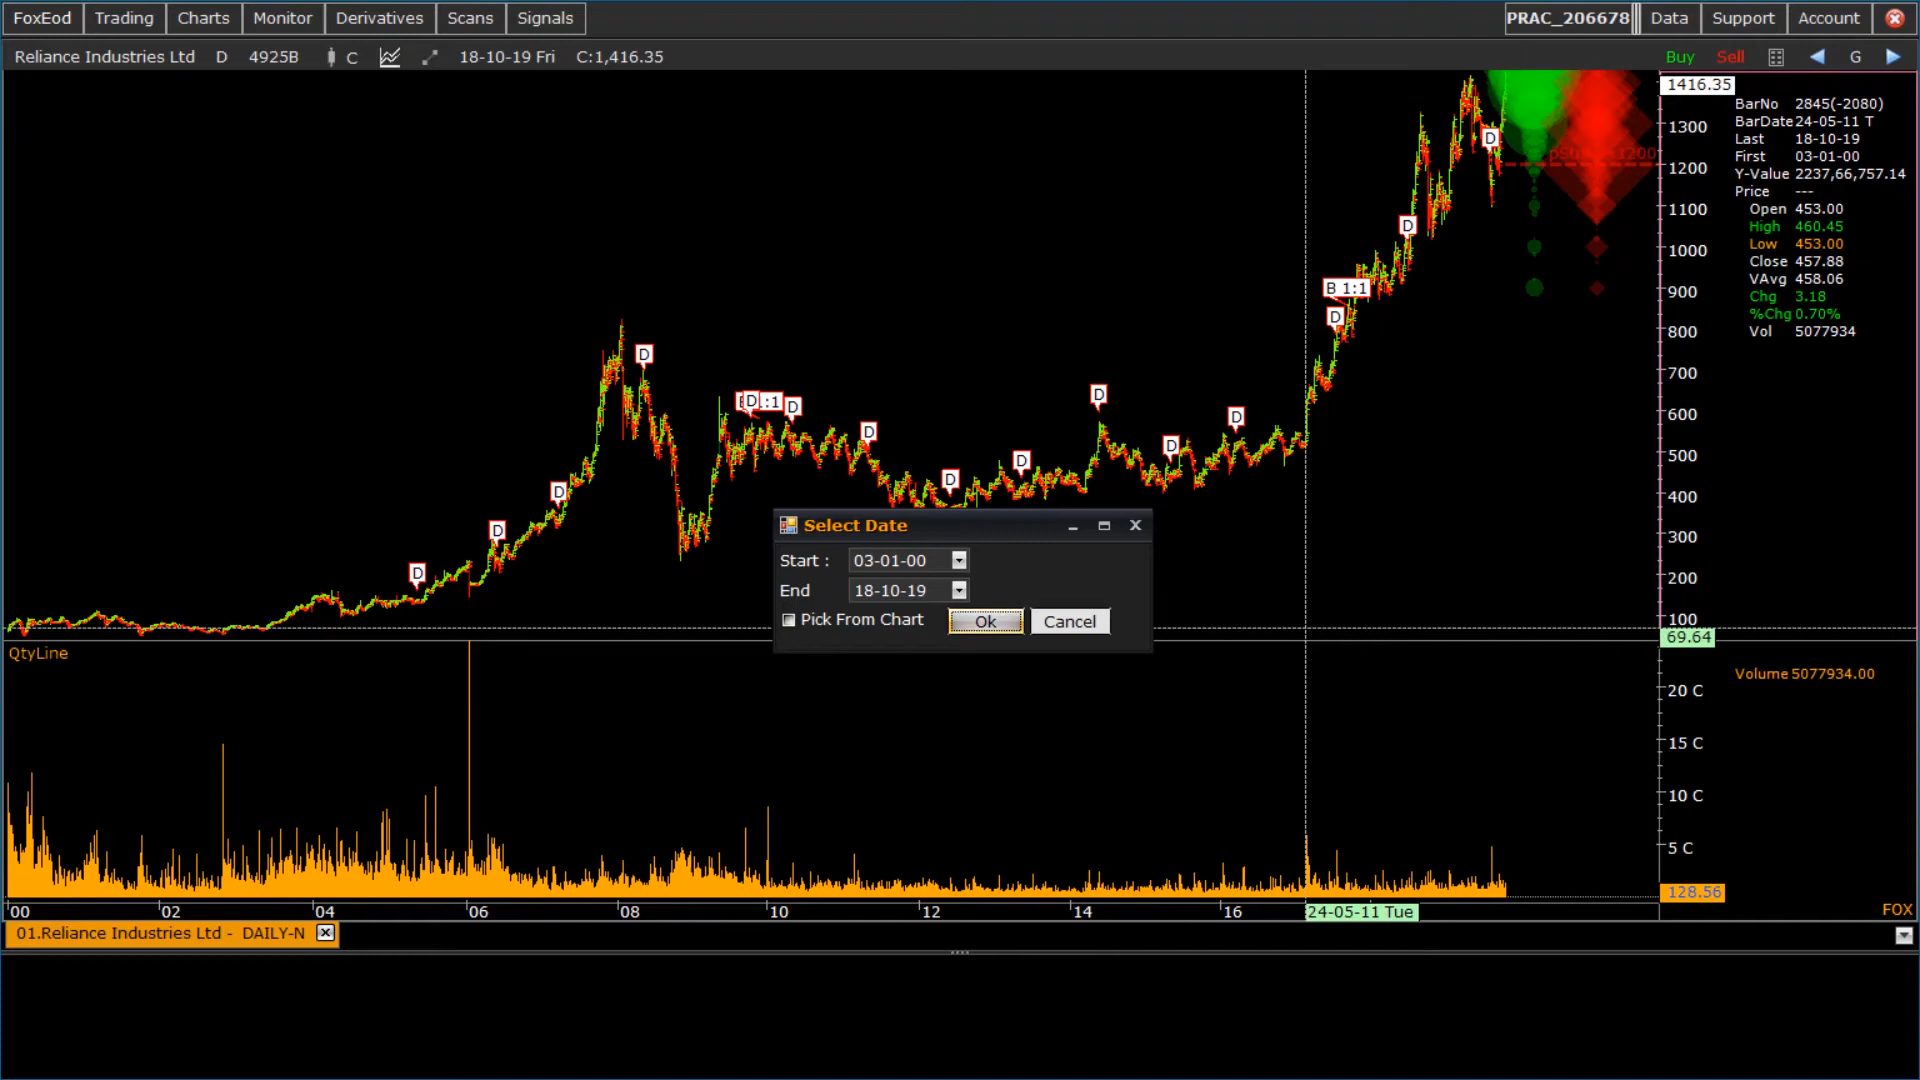 FoxEod Trading Charts Monitor Derivatives Scans Signals PRAC_206678 Data Support Account
Reliance Industries Ltd D 4925B C 18-10-19 Fri C:1,416.35 Buy Sell G
1416.35
1300
1200
1100
1000
900
800
700
600
500
400
300
200
100
69.64
BarNo 2845(-2080)
BarDate 24-05-11 T
Last 18-10-19
First 03-01-00
Y-Value 2237,66,757.14
Price ---
Open 453.00
High 460.45
Low 453.00
Close 457.88
VAvg 458.06
Chg 3.18
%Chg 0.70%
Vol 5077934
D
D
B 1:1
D
D
D :1 D
D
D
D
D
D
D
D
D
D
Select Date
Start : 03-01-00
End 18-10-19
Pick From Chart Ok Cancel
QtyLine
Volume 5077934.00
20 C
15 C
10 C
5 C
128.56
00 02 04 06 08 10 12 14 16 24-05-11 Tue
FOX
01.Reliance Industries Ltd - DAILY-N